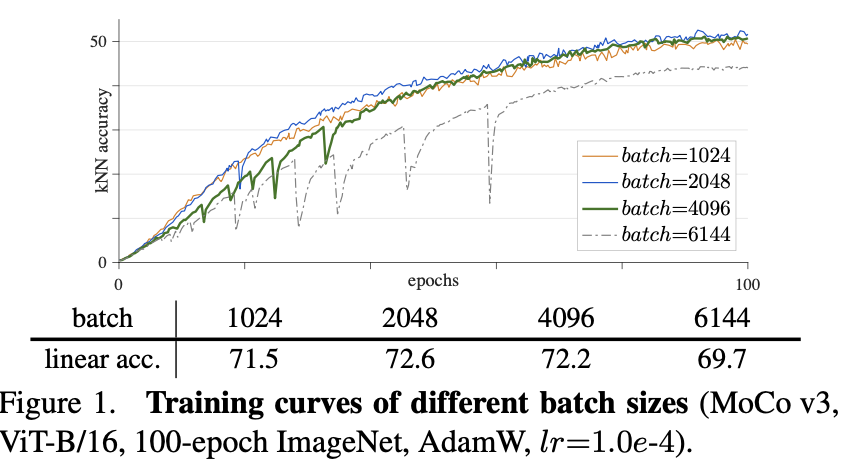 50
kNN accuracy
batch=1024
batch=2048
batch=4096
batch=6144
0
0
epochs
100
batch 1024 2048 4096 6144
linear acc. 71.5 72.6 72.2 69.7
Figure 1. Training curves of different batch sizes (MoCo v3,
ViT-B/16, 100-epoch ImageNet, AdamW, lr=1.0e-4).